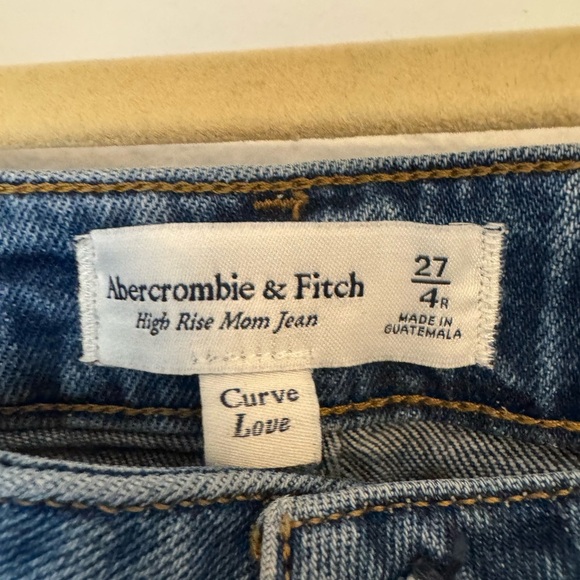 Abercrombie & Fitch
High Rise Mom Jean
27
4R
MADE IN
GUATEMALA
Curve
Love